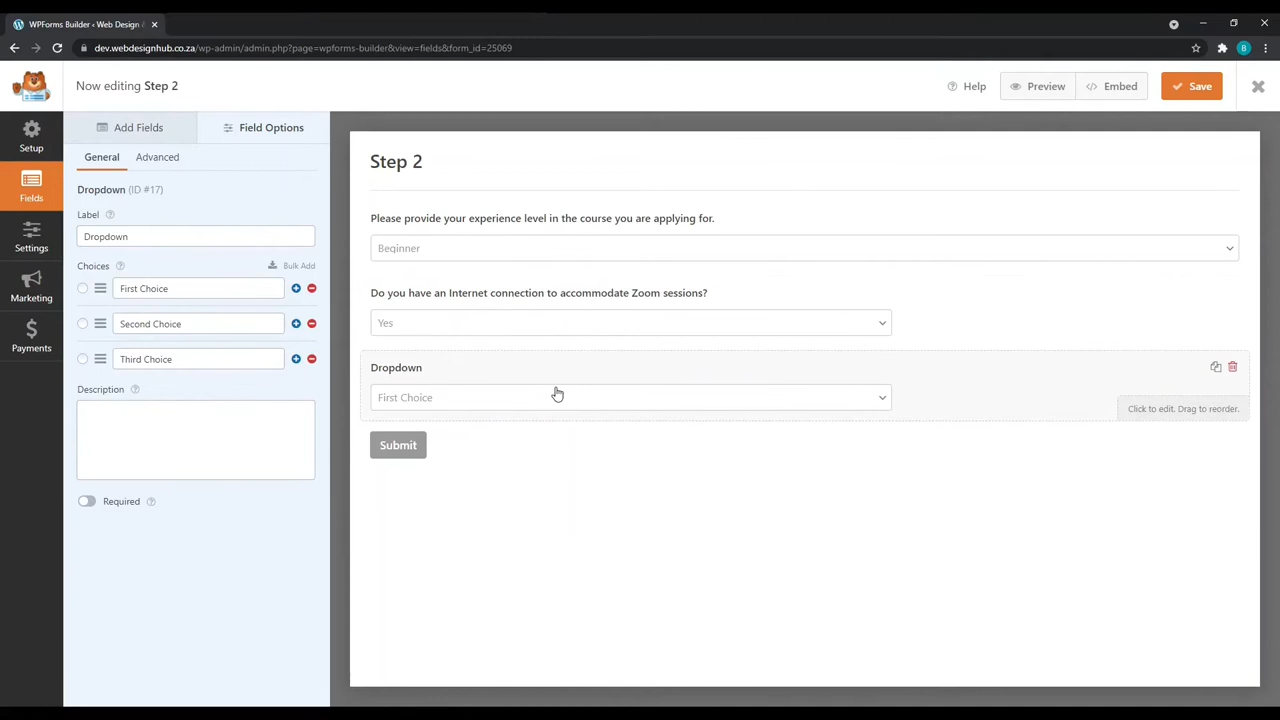 WPForms Builder ‹ Web Design &
dev.webdesignhub.co.za/wp-admin/admin.php?page=wpforms-builder&view=fields&form_id=25069
B
Now editing Step 2
Help
Preview
Embed
Save
Setup
Fields
Settings
Marketing
Payments
Add Fields
Field Options
General
Advanced
Dropdown (ID #17)
Label
Dropdown
Choices
Bulk Add
First Choice
Second Choice
Third Choice
Description
Required
Step 2
Please provide your experience level in the course you are applying for.
Beginner
Do you have an Internet connection to accommodate Zoom sessions?
Yes
Dropdown
First Choice
Click to edit. Drag to reorder.
Submit